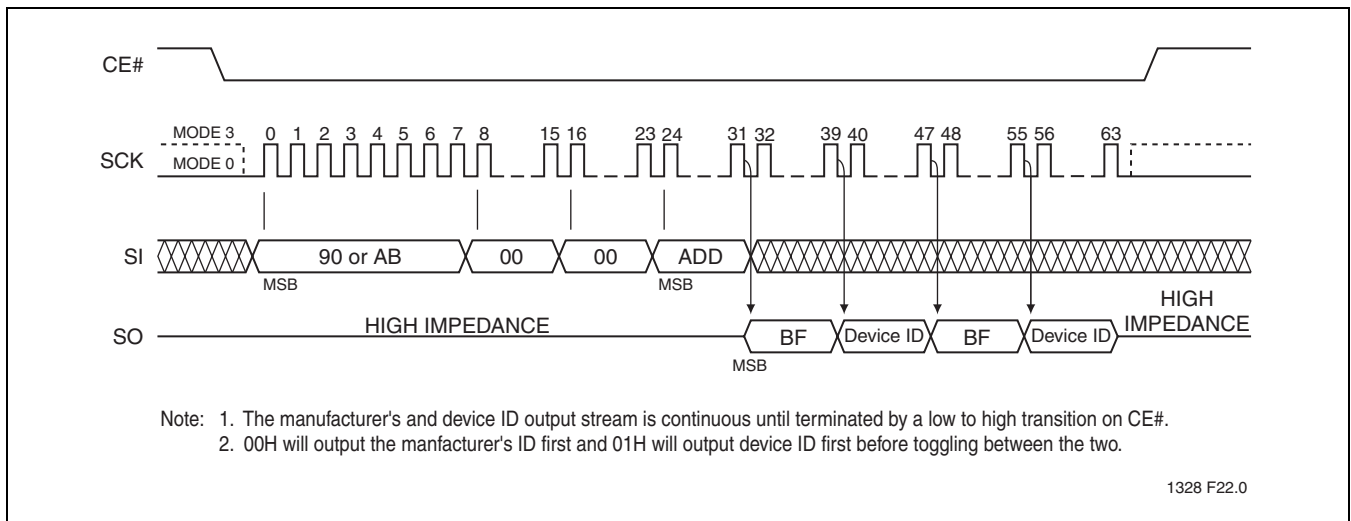 CE#
MODE 3 0 1 2 3 4 5 6 7 8 15 16 23 24 31 32 39 40 47 48 55 56 63
SCK MODE 0
SI 90 or AB 00 00 ADD
MSB MSB
HIGH IMPEDANCE
SO HIGH IMPEDANCE BF Device ID BF Device ID
MSB
Note: 1. The manufacturer's and device ID output stream is continuous until terminated by a low to high transition on CE#.
2. 00H will output the manfacturer's ID first and 01H will output device ID first before toggling between the two.
1328 F22.0